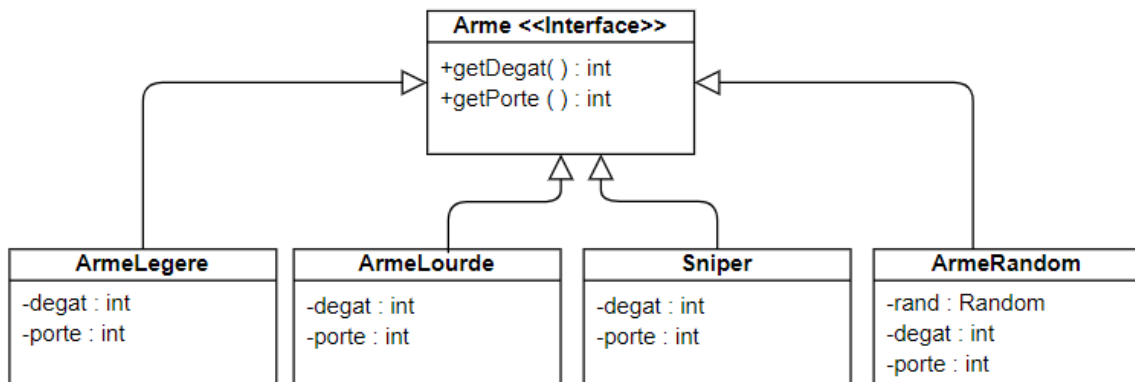 Arme <<Interface>>
+getDegat( ) : int
+getPorte ( ) : int
ArmeLegere
-degat : int
-porte : int
ArmeLourde
-degat : int
-porte : int
Sniper
-degat : int
-porte : int
ArmeRandom
-rand : Random
-degat : int
-porte : int